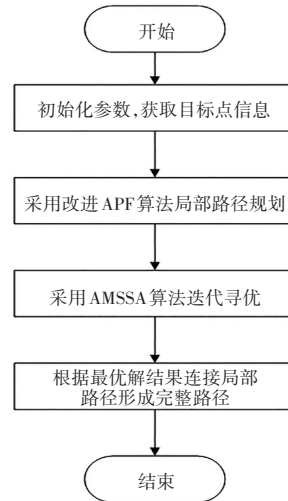 开始
初始化参数,获取目标点信息
采用改进APF算法局部路径规划
采用AMSSA算法迭代寻优
根据最优解结果连接局部
路径形成完整路径
结束